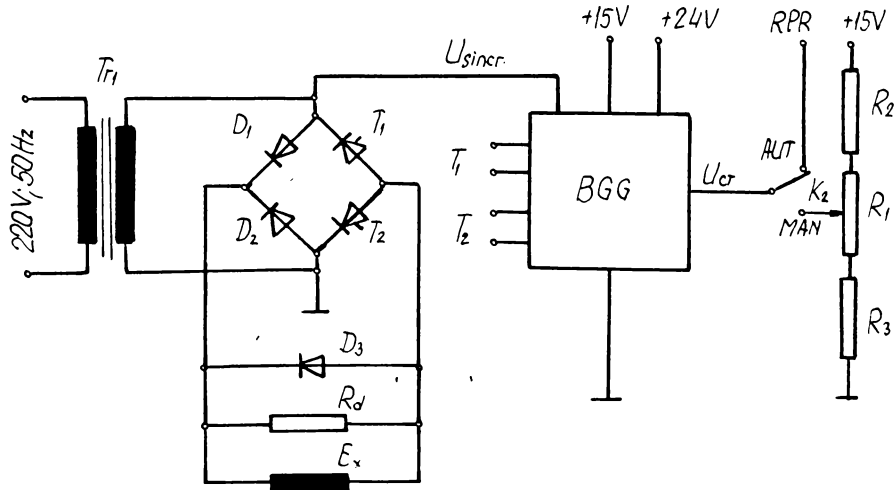 +15V
+24V
RPR
+15V
Usincr.
Tr1
D1
T1
R2
220V; 50Hz
T1
BGG
AUT
Ucr
K2
R1
D2
T2
T2
MAN
D3
R3
Rd
Ex